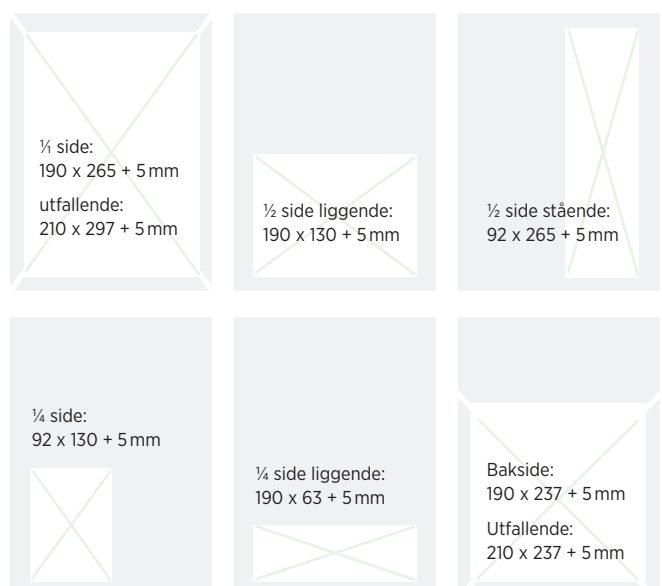 ⅟₁ side:
190 x 265 + 5 mm
utfallende:
210 x 297 + 5 mm
½ side liggende:
190 x 130 + 5 mm
½ side stående:
92 x 265 + 5 mm
¼ side:
92 x 130 + 5 mm
¼ side liggende:
190 x 63 + 5 mm
Bakside:
190 x 237 + 5 mm
Utfallende:
210 x 237 + 5 mm